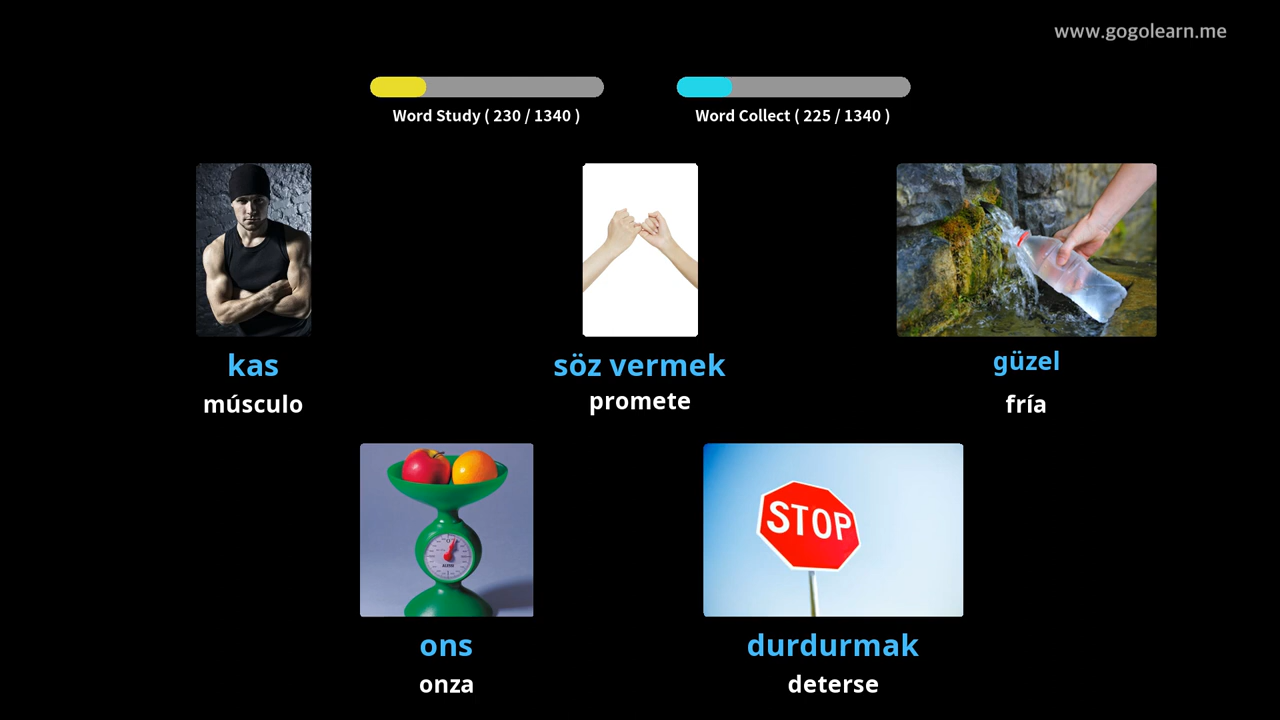 www.gogolearn.me
Word Study ( 230 / 1340 )
Word Collect ( 225 / 1340 )
kas
músculo
söz vermek
promete
güzel
fría
ons
onza
STOP
durdurmak
deterse